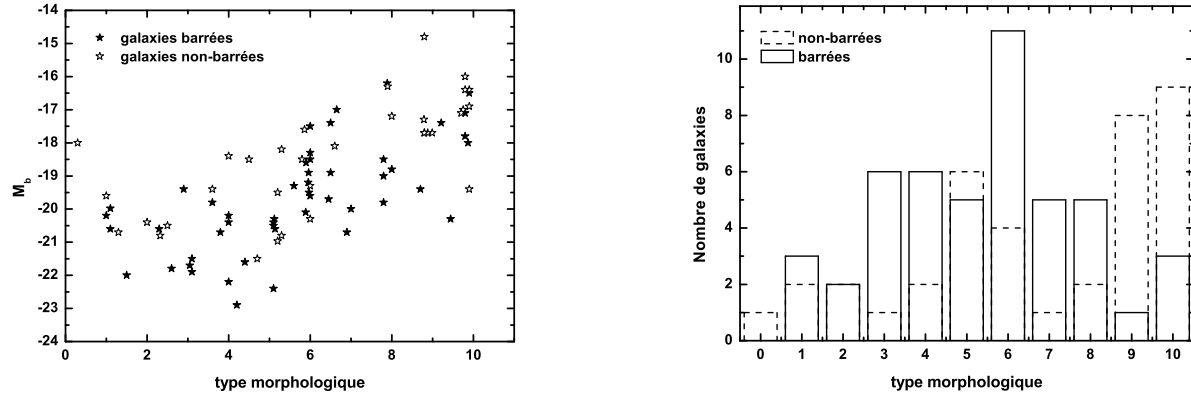 -14
-15
-16
-17
-18
-19
-20
-21
-22
-23
-24
M_b
galaxies barrées
galaxies non-barrées
0 2 4 6 8 10
type morphologique
10
8
6
4
2
0
Nombre de galaxies
non-barrées
barrées
0 1 2 3 4 5 6 7 8 9 10
type morphologique